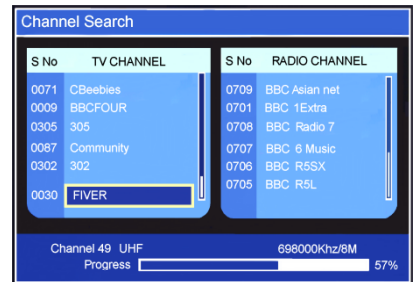 Channel Search
S No TV CHANNEL
0071 CBeebies
0009 BBCFOUR
0305 305
0087 Community
0302 302
0030 FIVER
S No RADIO CHANNEL
0709 BBC Asian net
0701 BBC 1Extra
0708 BBC Radio 7
0707 BBC 6 Music
0706 BBC R5SX
0705 BBC R5L
Channel 49 UHF 698000Khz/8M
Progress 57%